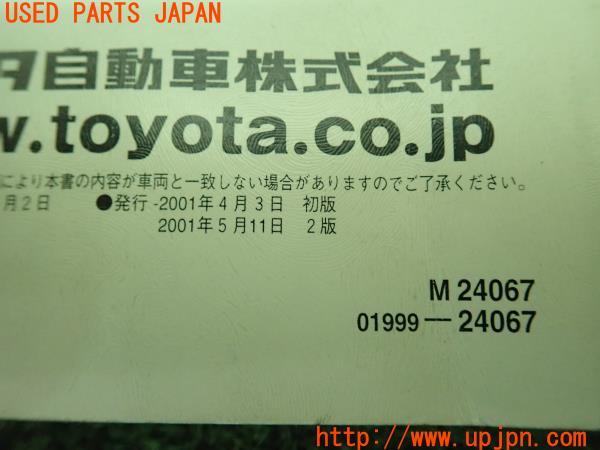 USED PARTS JAPAN
タ自動車株式会社
w.toyota.co.jp
により本書の内容が車両と一致しない場合がありますのでご了承ください。
月2日 ●発行-2001年4月3日 初版
2001年5月11日 2版
M 24067
01999―24067
http://www.upjpn.com/